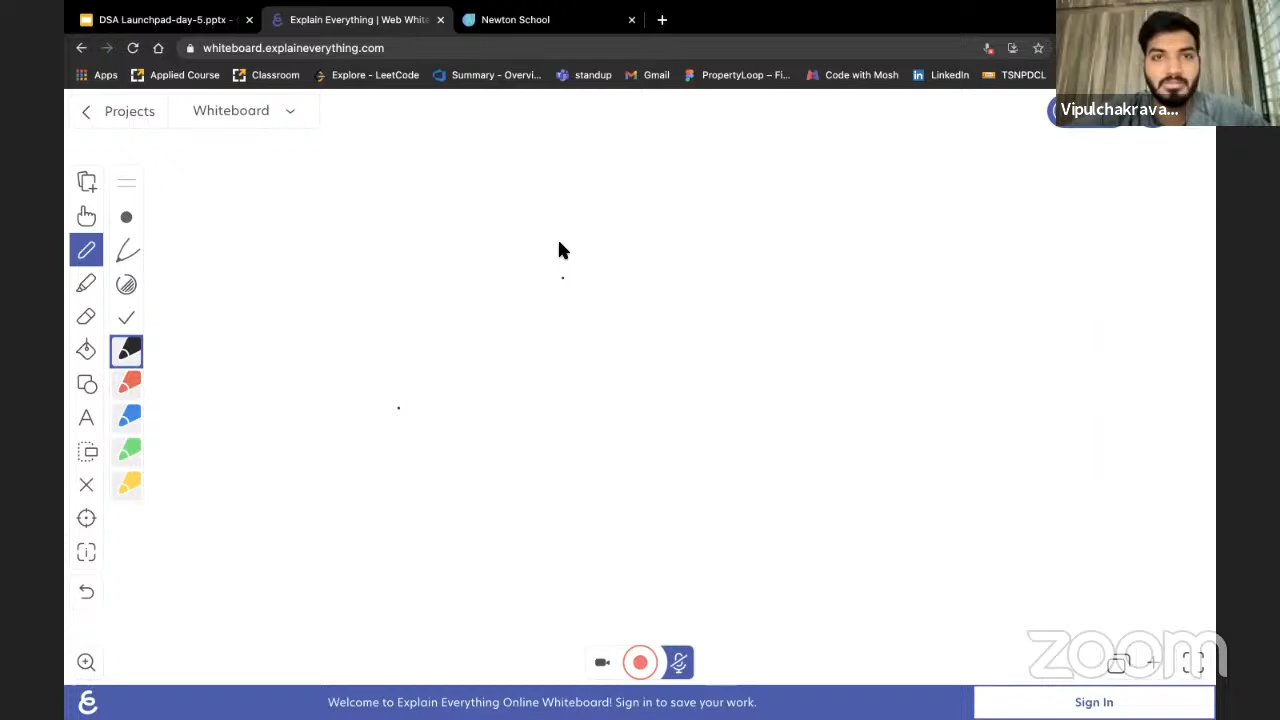 DSA Launchpad-day-5.pptx -
Explain Everything | Web White
Newton School
whiteboard.explaineverything.com
Apps
Applied Course
Classroom
Explore - LeetCode
Summary - Overvi...
standup
Gmail
PropertyLoop – Fi...
Code with Mosh
LinkedIn
TSNPDCL
Vipulchakrava...
Projects
Whiteboard
A
zoom
Welcome to Explain Everything Online Whiteboard! Sign in to save your work.
Sign In